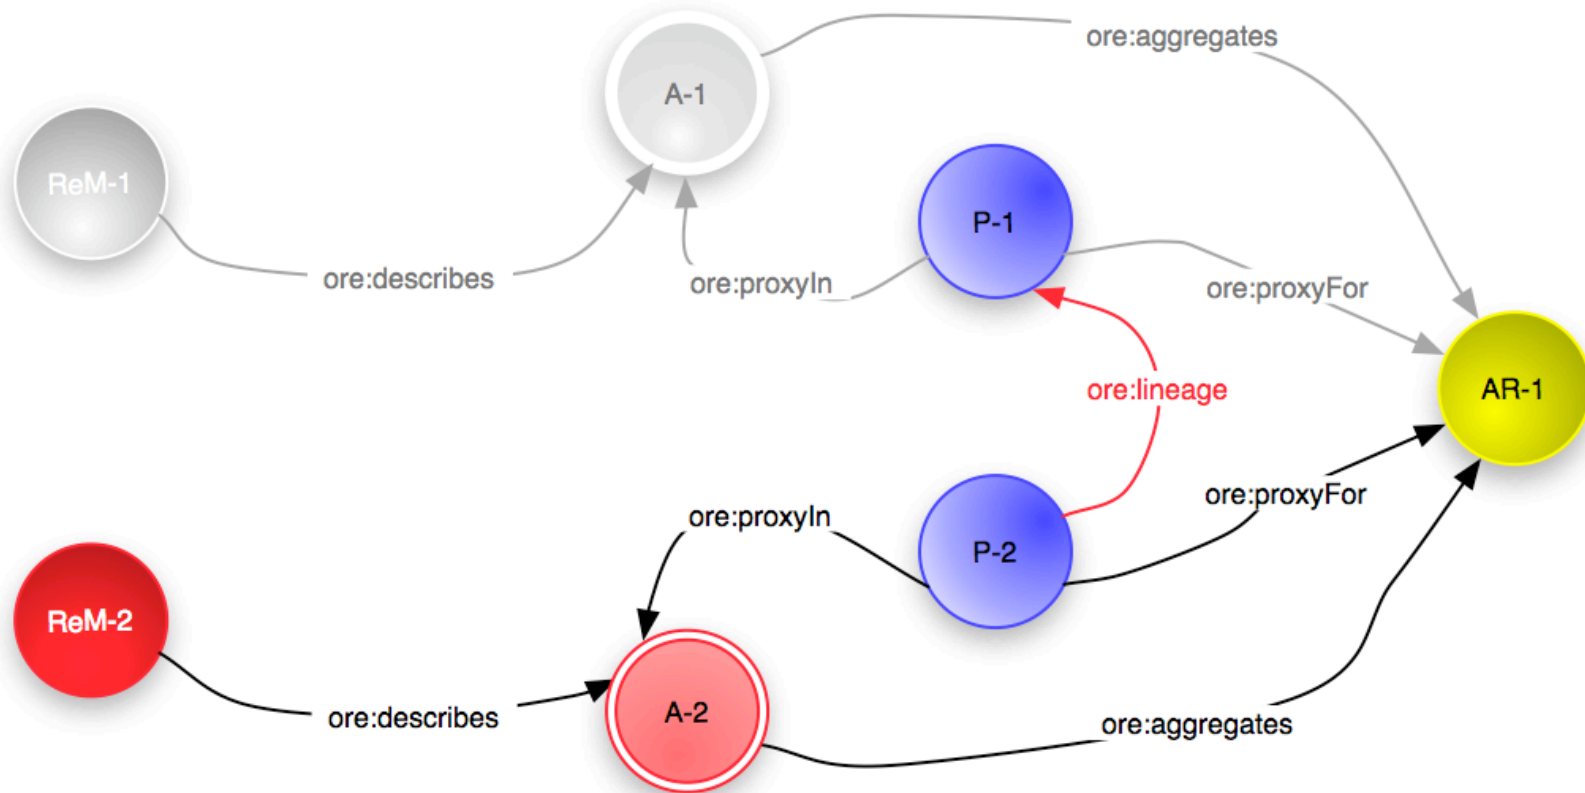 ore:aggregates
A-1
ReM-1
P-1
ore:describes
ore:proxyIn
ore:proxyFor
ore:lineage
AR-1
ore:proxyFor
ore:proxyIn
P-2
ReM-2
A-2
ore:describes
ore:aggregates